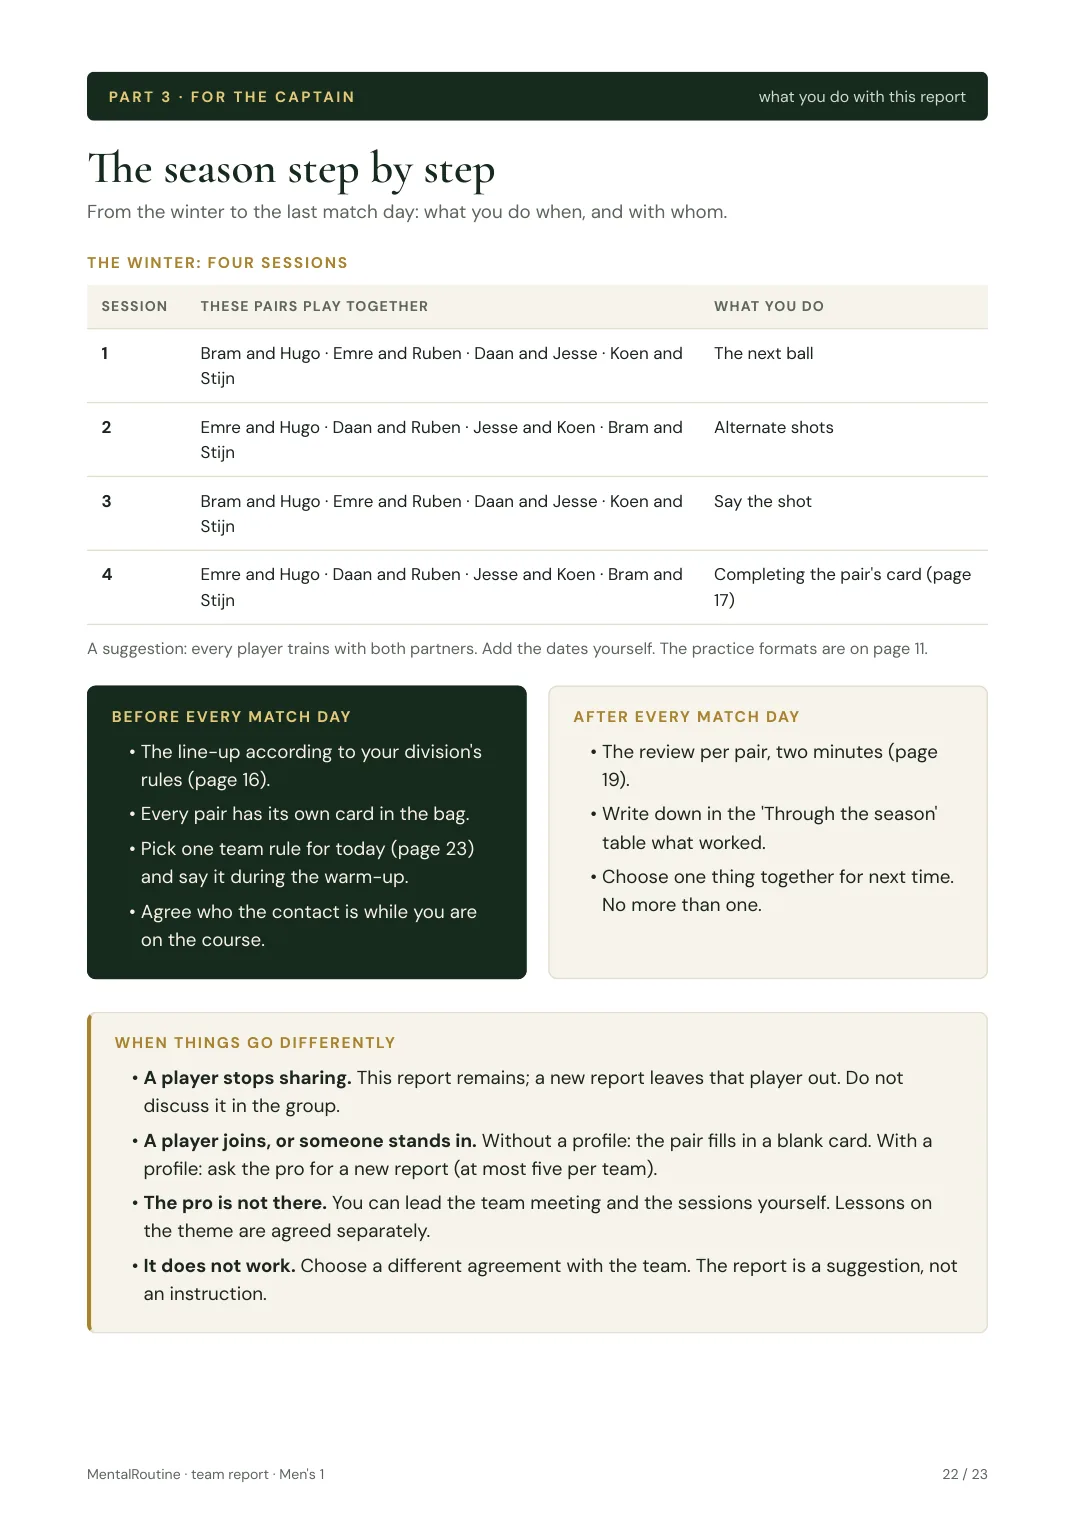 PART 3 · FOR THE CAPTAIN
what you do with this report
The season step by step
From the winter to the last match day: what you do when, and with whom.
THE WINTER: FOUR SESSIONS
SESSION THESE PAIRS PLAY TOGETHER WHAT YOU DO
1 Bram and Hugo · Emre and Ruben · Daan and Jesse · Koen and The next ball
Stijn
2 Emre and Hugo · Daan and Ruben · Jesse and Koen · Bram and Alternate shots
Stijn
3 Bram and Hugo · Emre and Ruben · Daan and Jesse · Koen and Say the shot
Stijn
4 Emre and Hugo · Daan and Ruben · Jesse and Koen · Bram and Completing the pair's card (page
Stijn 17)
A suggestion: every player trains with both partners. Add the dates yourself. The practice formats are on page 11.
BEFORE EVERY MATCH DAY
• The line-up according to your division's
rules (page 16).
• Every pair has its own card in the bag.
• Pick one team rule for today (page 23)
and say it during the warm-up.
• Agree who the contact is while you are
on the course.
AFTER EVERY MATCH DAY
• The review per pair, two minutes (page
19).
• Write down in the 'Through the season'
table what worked.
• Choose one thing together for next time.
No more than one.
WHEN THINGS GO DIFFERENTLY
• A player stops sharing. This report remains; a new report leaves that player out. Do not
discuss it in the group.
• A player joins, or someone stands in. Without a profile: the pair fills in a blank card. With a
profile: ask the pro for a new report (at most five per team).
• The pro is not there. You can lead the team meeting and the sessions yourself. Lessons on
the theme are agreed separately.
• It does not work. Choose a different agreement with the team. The report is a suggestion, not
an instruction.
MentalRoutine · team report · Men's 1
22 / 23